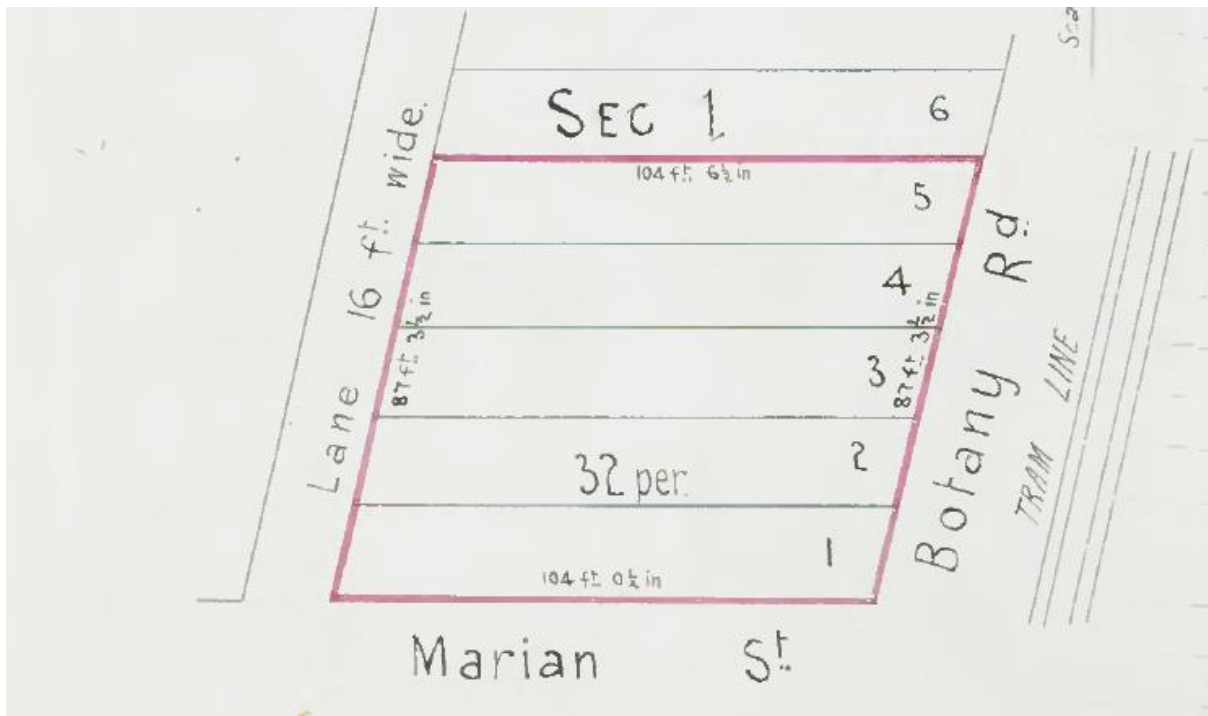 Sca
SEC 1
6
104 ft. 6½ in
5
4
3
2
1
Lane 16 ft. wide.
87 ft. 3½ in
87 ft. 3½ in
32 per.
104 ft. 0½ in
Botany Rd.
TRAM LINE
Marian St.